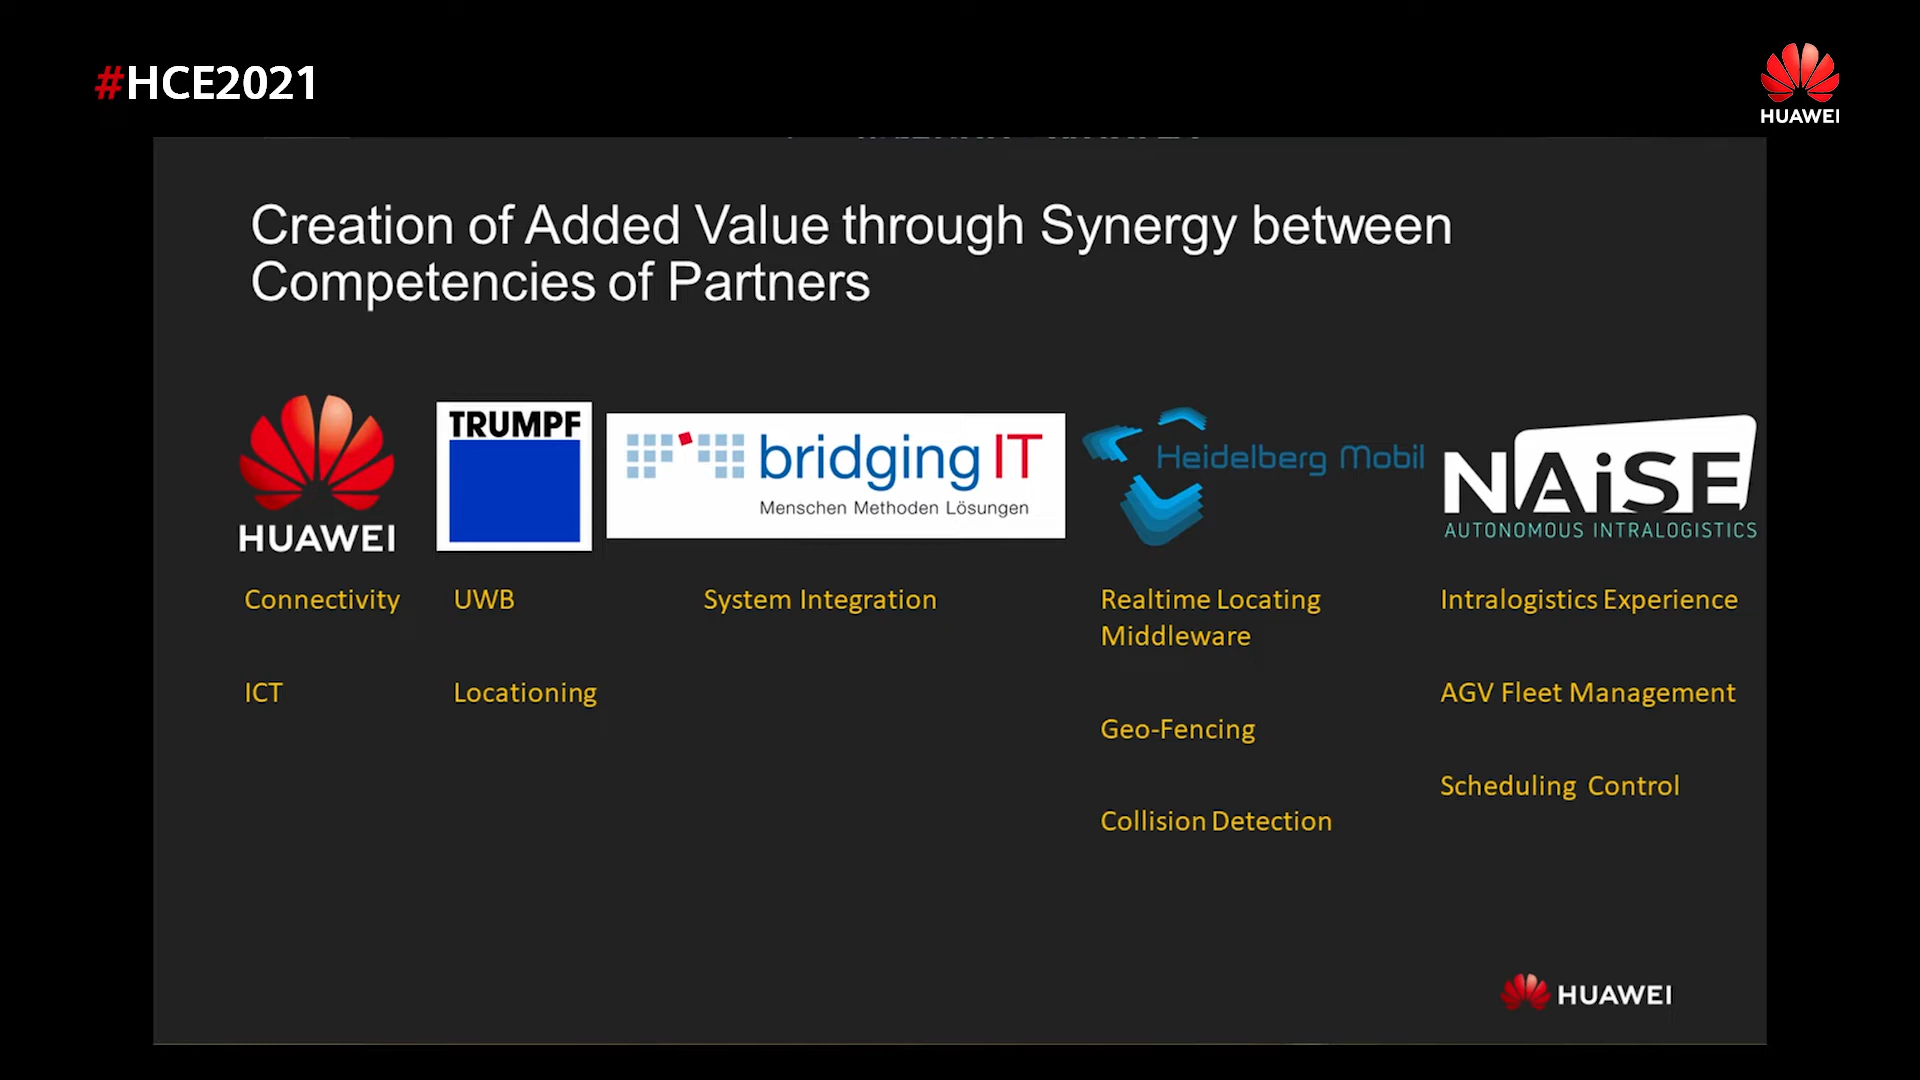 #HCE2021
HUAWEI
Creation of Added Value through Synergy between
Competencies of Partners
HUAWEI
TRUMPF
bridging IT
Menschen Methoden Lösungen
Heidelberg Mobil
NAiSE
AUTONOMOUS INTRALOGISTICS
Connectivity
ICT
UWB
Locationing
System Integration
Realtime Locating
Middleware
Geo-Fencing
Collision Detection
Intralogistics Experience
AGV Fleet Management
Scheduling Control
HUAWEI